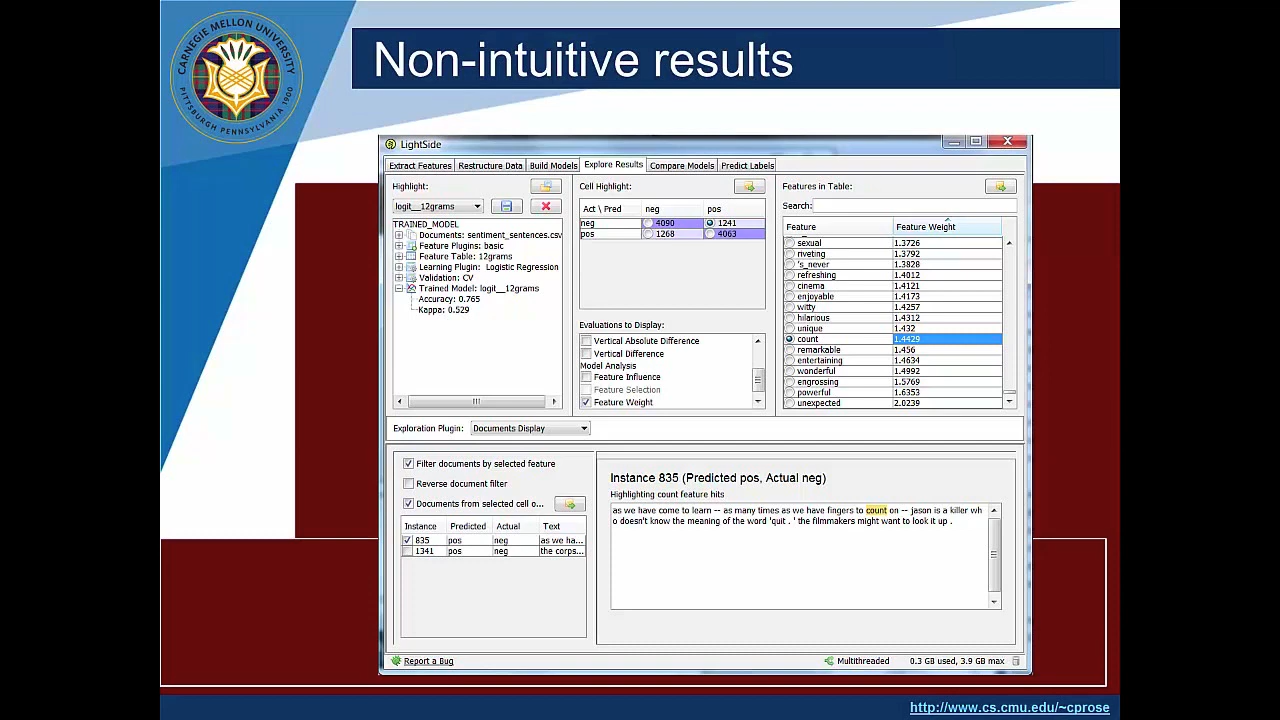 CARNEGIE MELLON UNIVERSITY
PITTSBURGH PENNSYLVANIA 1900
Non-intuitive results
LightSide
Extract Features Restructure Data Build Models Explore Results Compare Models Predict Labels
Highlight:
logit__12grams
TRAINED_MODEL
Documents: sentiment_sentences.csv
Feature Plugins: basic
Feature Table: 12grams
Learning Plugin: Logistic Regression
Validation: CV
Trained Model: logit__12grams
Accuracy: 0.765
Kappa: 0.529
Cell Highlight:
Act \ Pred neg pos
neg 4090 1241
pos 1268 4063
Evaluations to Display:
Vertical Absolute Difference
Vertical Difference
Model Analysis
Feature Influence
Feature Selection
Feature Weight
Features in Table:
Search:
Feature Feature Weight
sexual 1.3726
riveting 1.3792
's_never 1.3828
refreshing 1.4012
cinema 1.4121
enjoyable 1.4173
witty 1.4257
hilarious 1.4312
unique 1.432
count 1.4429
remarkable 1.456
entertaining 1.4634
wonderful 1.4992
engrossing 1.5769
powerful 1.6353
unexpected 2.0239
Exploration Plugin: Documents Display
Filter documents by selected feature
Reverse document filter
Documents from selected cell o...
Instance Predicted Actual Text
835 pos neg as we ha...
1341 pos neg the corps...
Instance 835 (Predicted pos, Actual neg)
Highlighting count feature hits
as we have come to learn -- as many times as we have fingers to count on -- jason is a killer wh
o doesn't know the meaning of the word 'quit . ' the filmmakers might want to look it up .
Report a Bug
Multithreaded 0.3 GB used, 3.9 GB max
http://www.cs.cmu.edu/~cprose